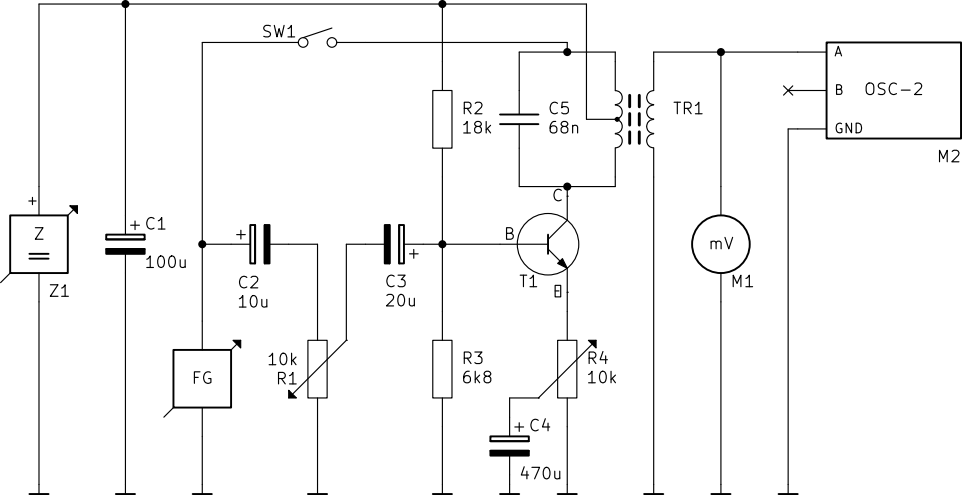 SW1
A
B
OSC-2
GND
M2
R2
18k
C5
68n
TR1
+
Z
Z1
+
C1
100u
+
C2
10u
C3
20u
+
C
B
T1
E
mV
M1
FG
10k
R1
R3
6k8
R4
10k
+
C4
470u